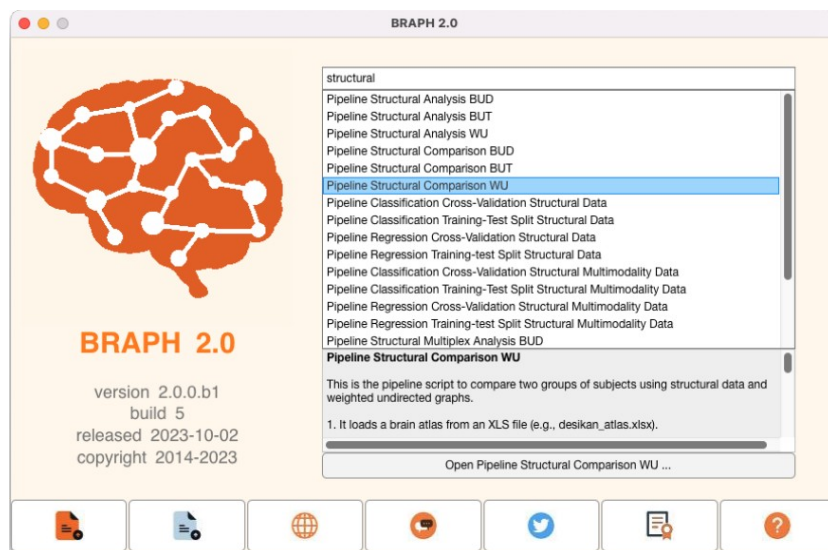 BRAPH 2.0
structural
Pipeline Structural Analysis BUD
Pipeline Structural Analysis BUT
Pipeline Structural Analysis WU
Pipeline Structural Comparison BUD
Pipeline Structural Comparison BUT
Pipeline Structural Comparison WU
Pipeline Classification Cross-Validation Structural Data
Pipeline Classification Training-Test Split Structural Data
Pipeline Regression Cross-Validation Structural Data
Pipeline Regression Training-test Split Structural Data
Pipeline Classification Cross-Validation Structural Multimodality Data
Pipeline Classification Training-Test Split Structural Multimodality Data
Pipeline Regression Cross-Validation Structural Multimodality Data
Pipeline Regression Training-test Split Structural Multimodality Data
Pipeline Structural Multiplex Analysis BUD
Pipeline Structural Comparison WU
This is the pipeline script to compare two groups of subjects using structural data and
weighted undirected graphs.
1. It loads a brain atlas from an XLS file (e.g., desikan_atlas.xlsx).
Open Pipeline Structural Comparison WU ...
BRAPH 2.0
version 2.0.0.b1
build 5
released 2023-10-02
copyright 2014-2023
?